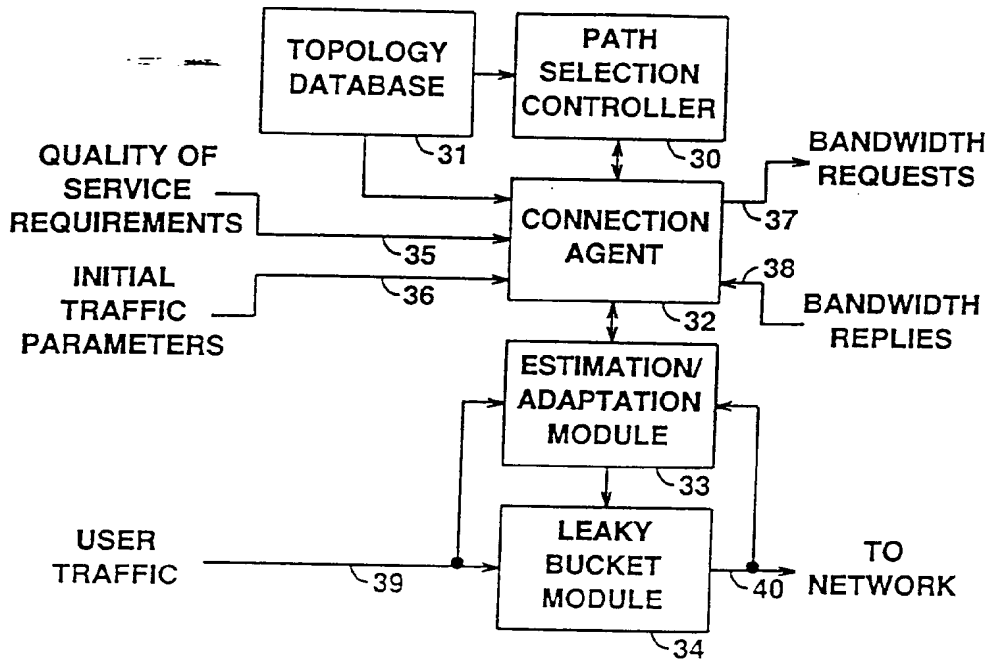 TOPOLOGY
DATABASE
31
PATH
SELECTION
CONTROLLER
30
QUALITY OF
SERVICE
REQUIREMENTS
35
INITIAL
TRAFFIC
PARAMETERS
36
CONNECTION
AGENT
32
BANDWIDTH
REQUESTS
37
38
BANDWIDTH
REPLIES
ESTIMATION/
ADAPTATION
MODULE
33
USER
TRAFFIC
39
LEAKY
BUCKET
MODULE
34
40
TO
NETWORK